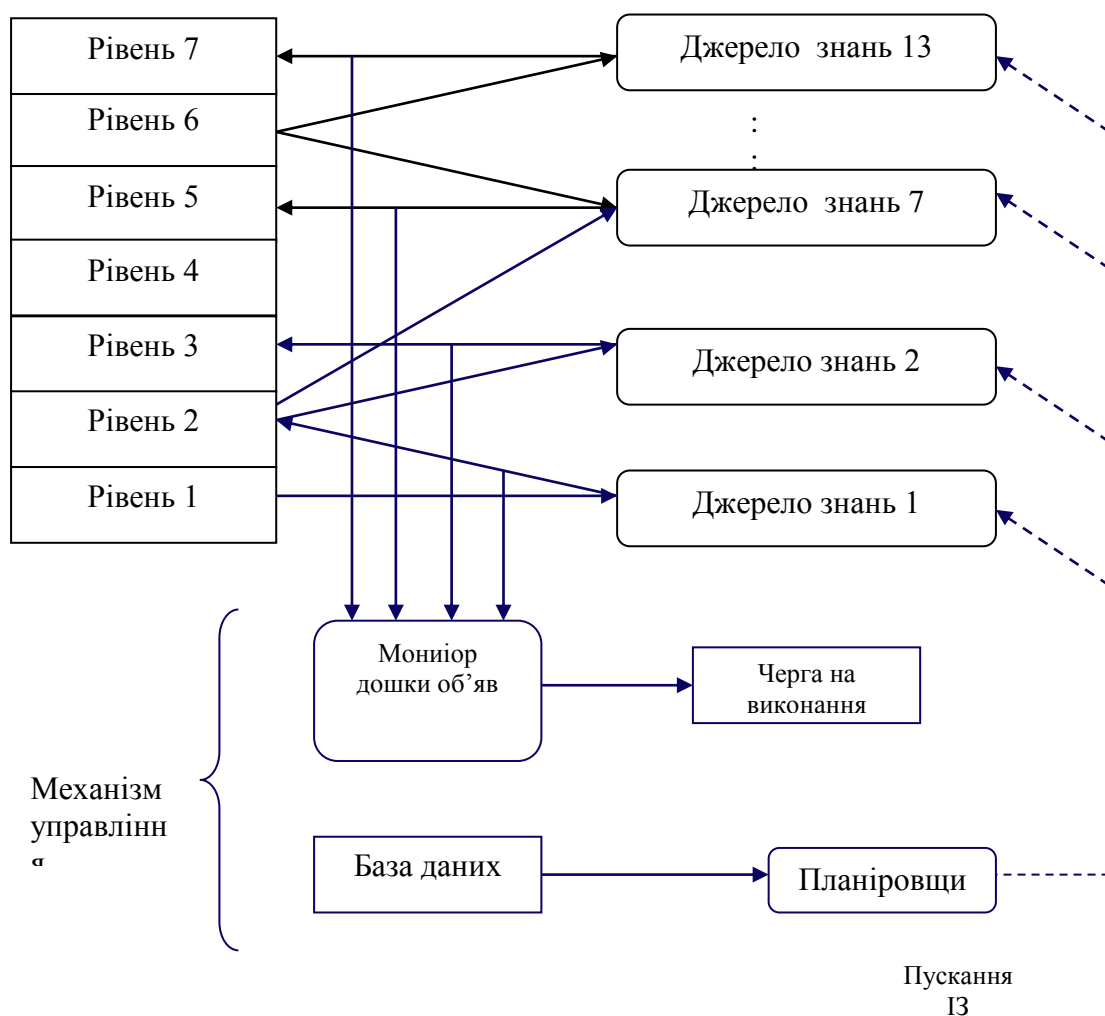 Рівень 7
Рівень 6
Рівень 5
Рівень 4
Рівень 3
Рівень 2
Рівень 1
Джерело знань 13
:
:
Джерело знань 7
Джерело знань 2
Джерело знань 1
Мониіор
дошки об’яв
Черга на
виконання
Механізм
управлінн
я
База даних
Планіровщи
Пускання
ІЗ